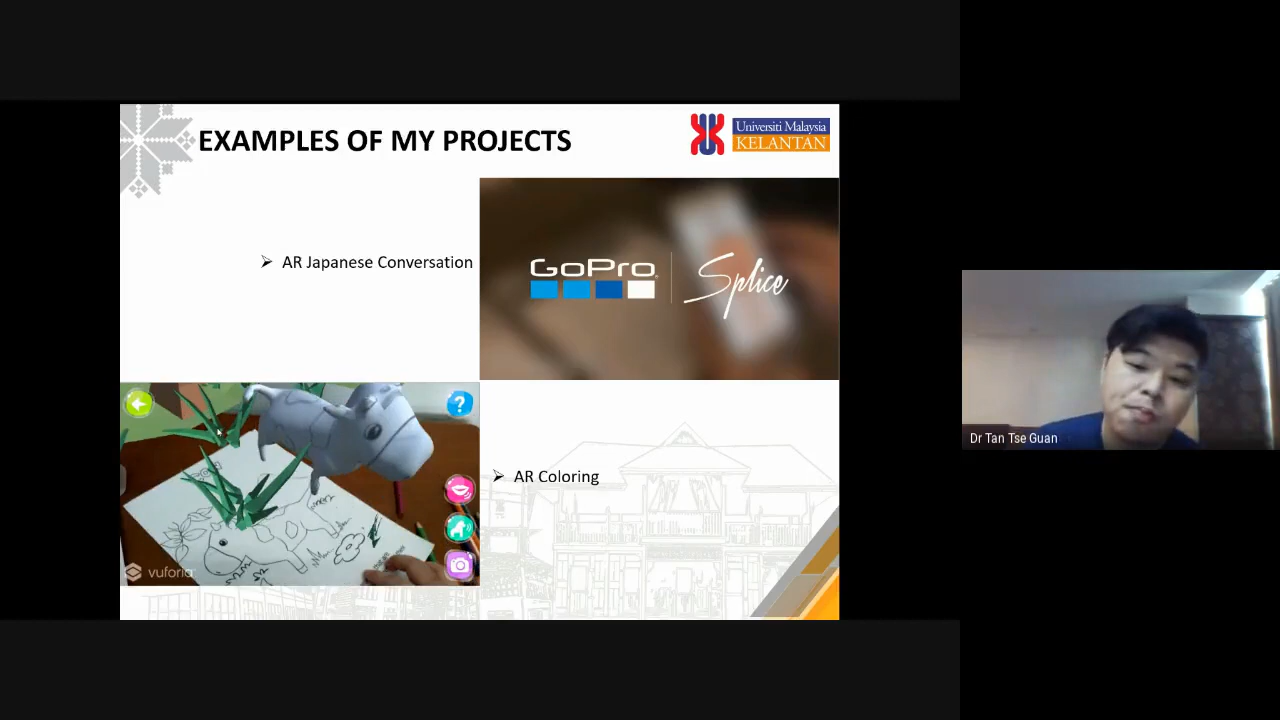 EXAMPLES OF MY PROJECTS
Universiti Malaysia
KELANTAN
➢ AR Japanese Conversation
GoPro
Splice
?
➢ AR Coloring
vuforia
Dr Tan Tse Guan